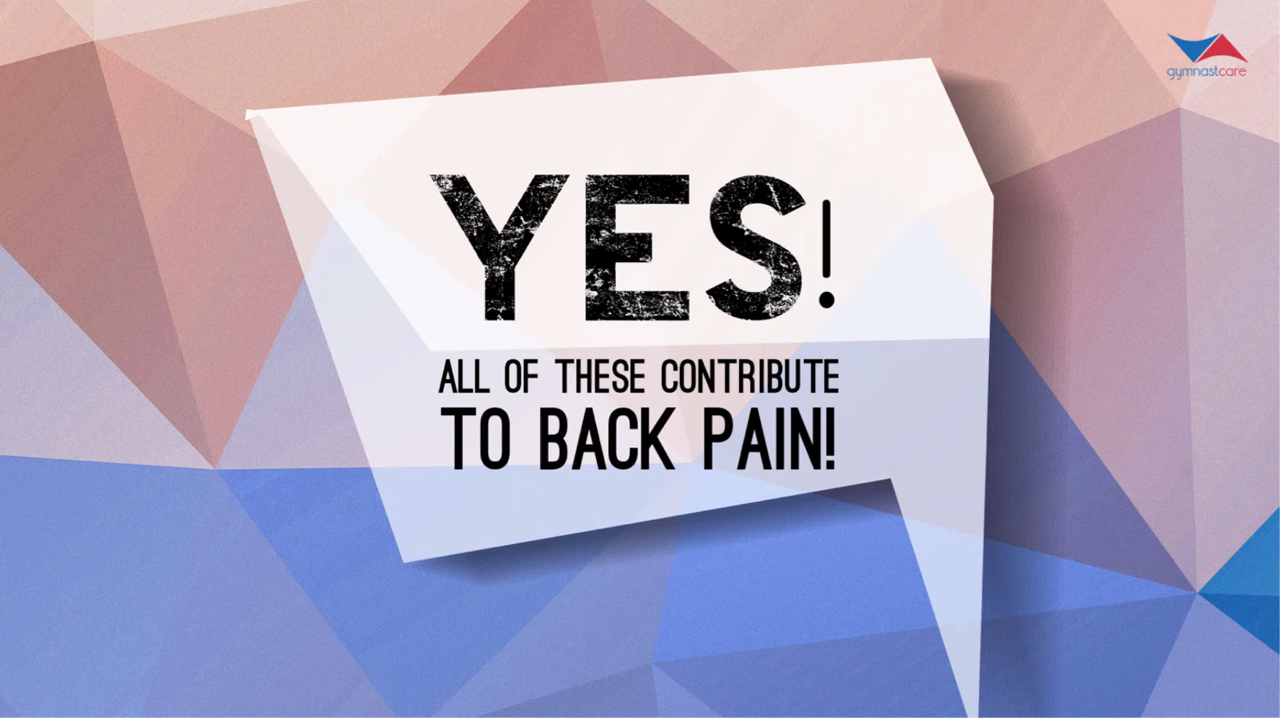 gymnastcare
YES!
ALL OF THESE CONTRIBUTE
TO BACK PAIN!